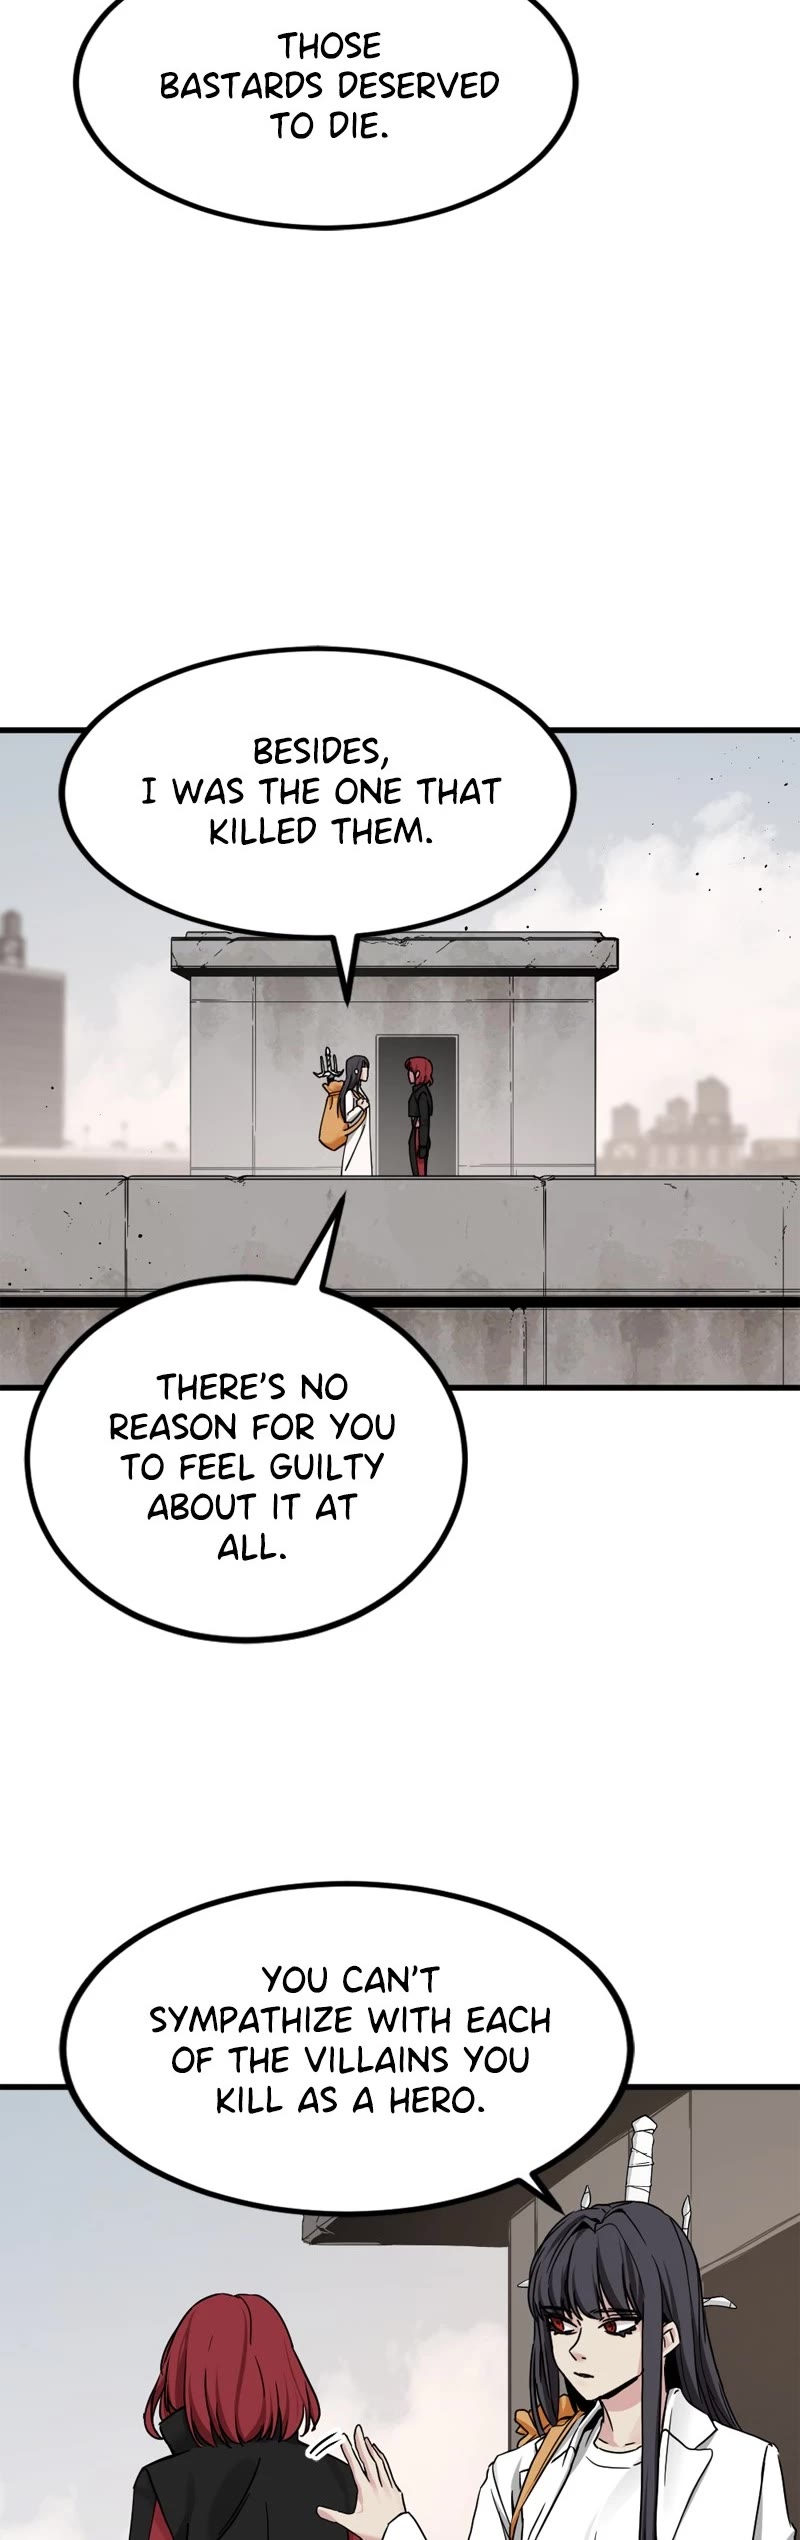 THOSE
BASTARDS DESERVED
TO DIE.
BESIDES,
I WAS THE ONE THAT
KILLED THEM.
THERE'S NO
REASON FOR YOU
TO FEEL GUILTY
ABOUT IT AT
ALL.
YOU CAN'T
SYMPATHIZE WITH EACH
OF THE VILLAINS YOU
KILL AS A HERO.